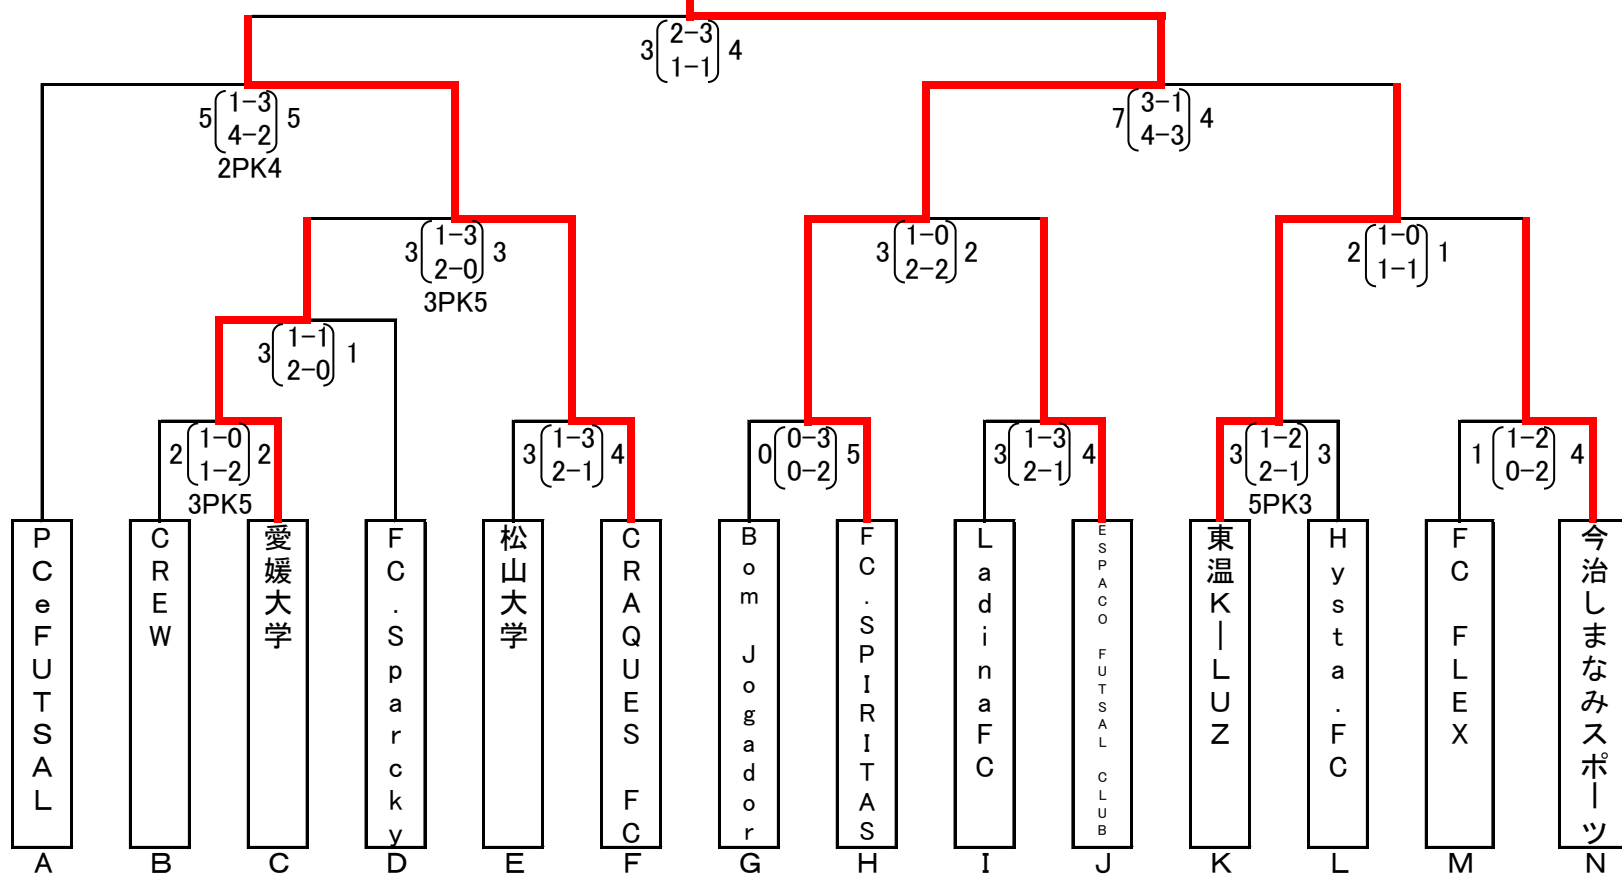 2-3
3 4
1-1
1-3
5 5
4-2
2PK4
3-1
7 4
4-3
1-3
3 3
2-0
3PK5
1-0
3 2
2-2
1-0
2 1
1-1
1-1
3 1
2-0
1-0
2 2
1-2
3PK5
1-3
3 4
2-1
0-3
0 5
0-2
1-3
3 4
2-1
1-2
3 3
2-1
5PK3
1-2
1 4
0-2
PCeFUTSAL
CREW
愛媛大学
FC.Sparcky
松山大学
CRAQUES FC
Bom Jogador
FC.SPIRITAS
LadinaFC
ESPACO FUTSAL CLUB
東温K－LUZ
Hysta.FC
FC FLEX
今治しまなみスポーツ
A B C D E F G H I J K L M N